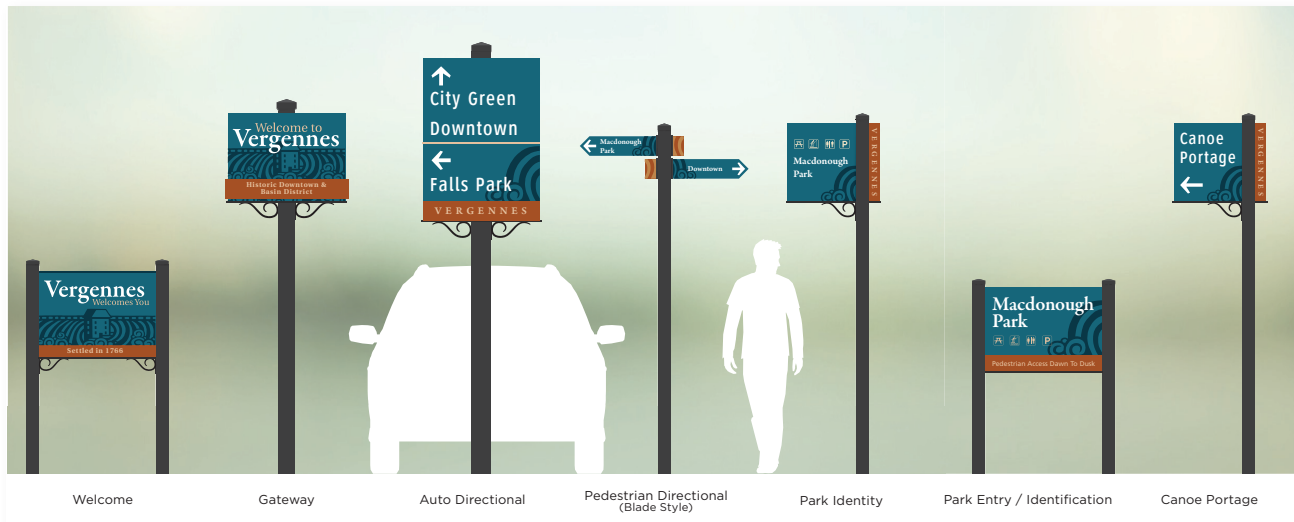 Vergennes
Welcomes You
Settled in 1766
Welcome to
Vergennes
Historic Downtown &
Basin District
City Green
Downtown
Falls Park
VERGENNES
Macdonough
Park
Downtown
P
Macdonough
Park
VERGENNES
Macdonough
Park
P
Pedestrian Access Dawn To Dusk
Canoe
Portage
VERGENNES
Welcome
Gateway
Auto Directional
Pedestrian Directional
(Blade Style)
Park Identity
Park Entry / Identification
Canoe Portage